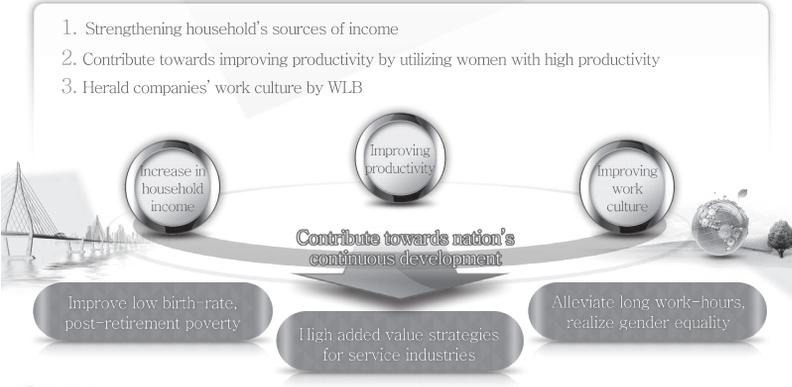 1. Strengthening household's sources of income
2. Contribute towards improving productivity by utilizing women with high productivity
3. Herald companies' work culture by WLB
Increase in
household
income
Improving
productivity
Improving
work
culture
Contribute towards nation's
continuous development
Improve low birth-rate,
post-retirement poverty
High added value strategies
for service industries
Alleviate long work-hours,
realize gender equality